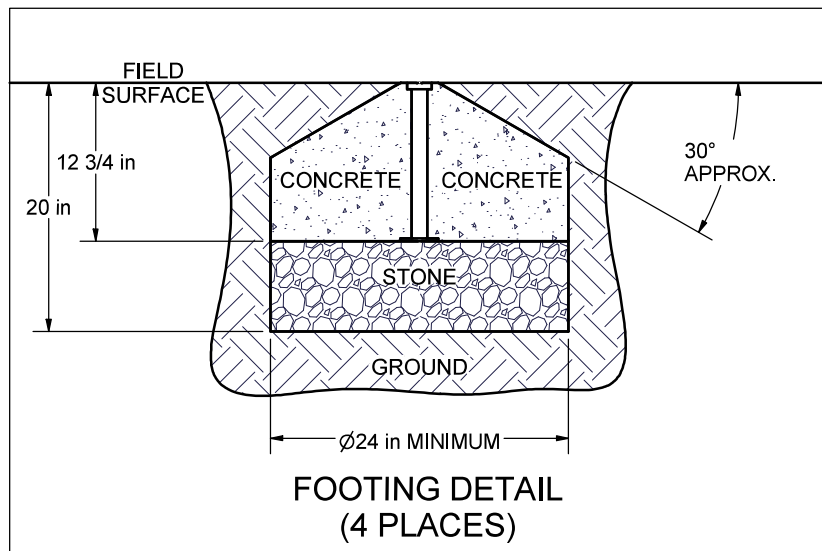 FIELD
SURFACE
12 3/4 in
20 in
30°
APPROX.
CONCRETE
CONCRETE
STONE
GROUND
Ø24 in MINIMUM
FOOTING DETAIL
(4 PLACES)